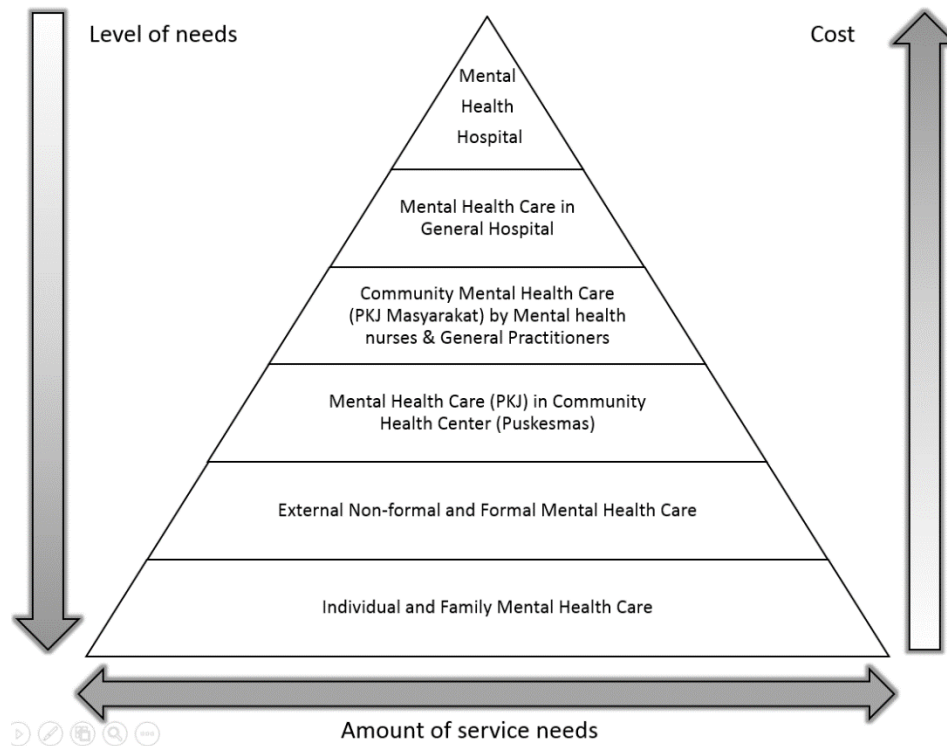 Level of needs
Cost
Mental
Health
Hospital
Mental Health Care in
General Hospital
Community Mental Health Care
(PKJ Masyarakat) by Mental health
nurses & General Practitioners
Mental Health Care (PKJ) in Community
Health Center (Puskesmas)
External Non-formal and Formal Mental Health Care
Individual and Family Mental Health Care
Amount of service needs